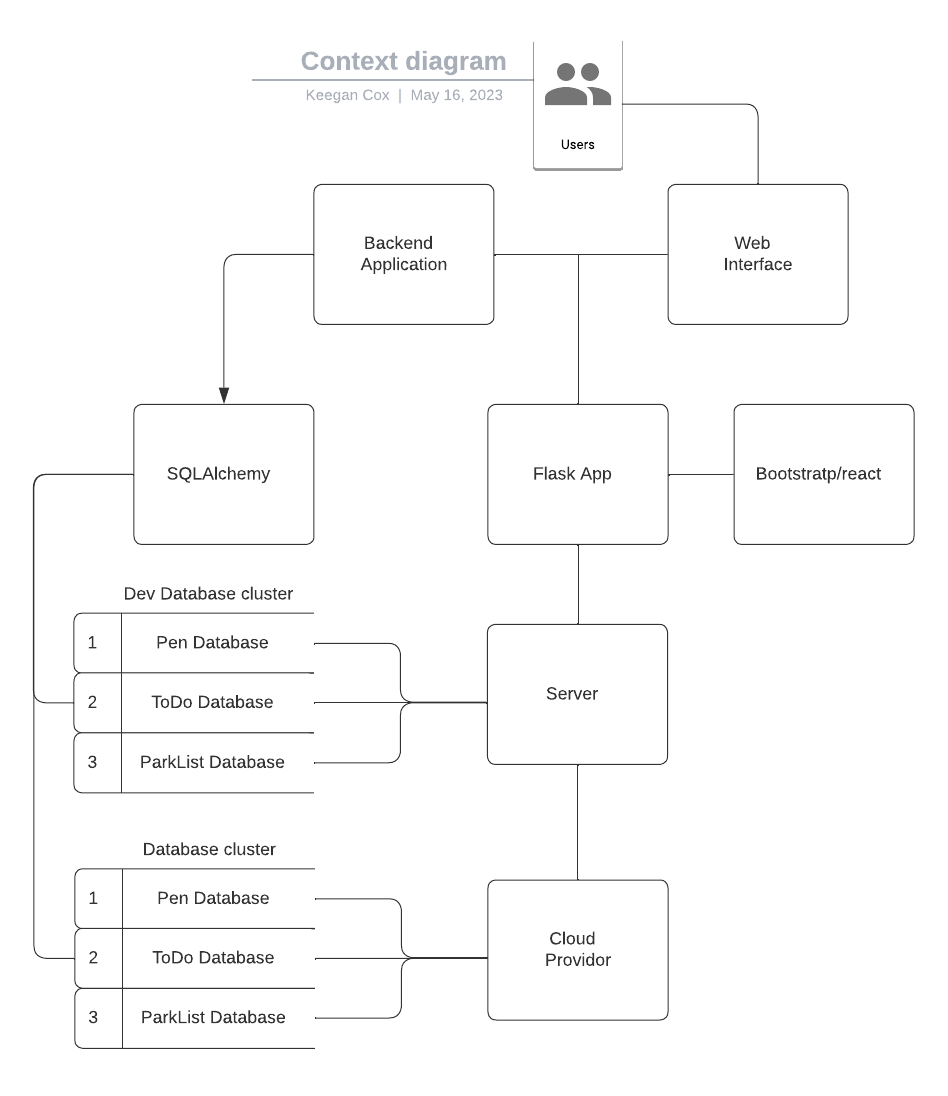 Context diagram
Keegan Cox | May 16, 2023
Users
Backend
Application
Web
Interface
SQLAlchemy
Flask App
Bootstratp/react
Dev Database cluster
1 Pen Database
2 ToDo Database
3 ParkList Database
Server
Database cluster
1 Pen Database
2 ToDo Database
3 ParkList Database
Cloud
Providor